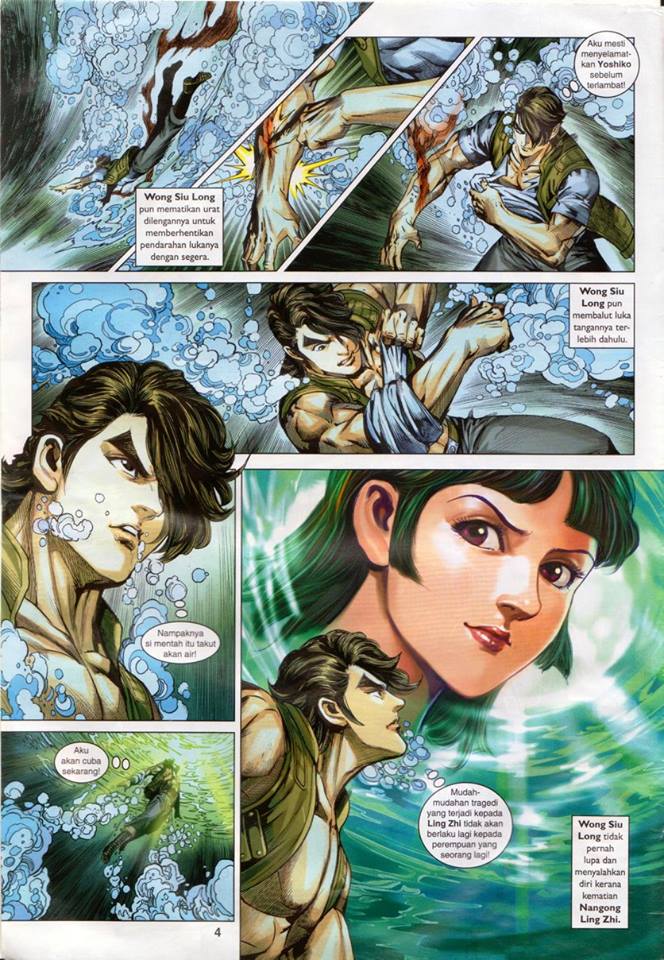 Wong Siu Long
pun mematikan urat
dilengannya untuk
memberhentikan
pendarahan lukanya
dengan segera.
Aku mesti
menyelamat-
kan Yoshiko
sebelum
terlambat!
Wong Siu
Long pun
membalut luka
tangannya ter-
lebih dahulu.
Nampaknya
si mentah itu takut
akan air!
Aku
akan cuba
sekarang!
Mudah-
mudahan tragedi
yang terjadi kepada
Ling Zhi tidak akan
berlaku lagi kepada
perempuan yang
seorang lagi!
Wong Siu
Long tidak
pernah
lupa dan
menyalahkan
diri kerana
kematian
Nangong
Ling Zhi.
4